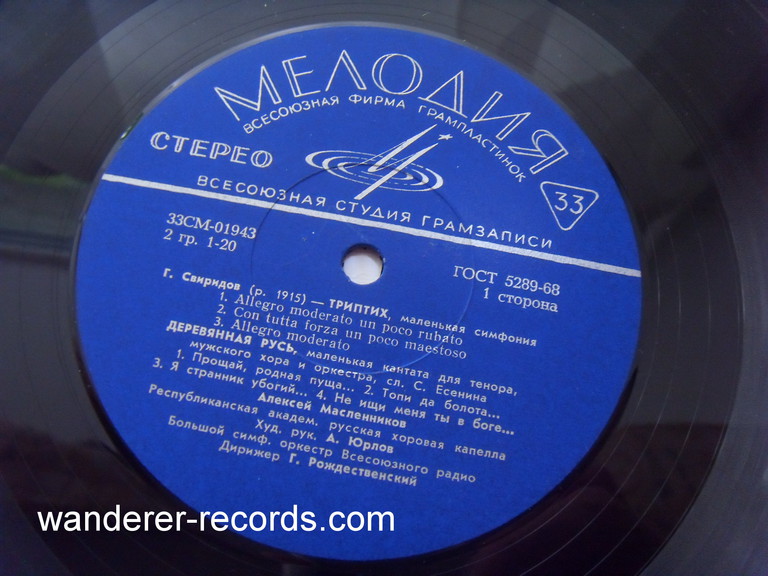 МЕЛОДИЯ
ВСЕСОЮЗНАЯ ФИРМА ГРАМПЛАСТИНОК
СТЕРЕО
33
ВСЕСОЮЗНАЯ СТУДИЯ ГРАМЗАПИСИ
33СМ-01943
2 гр. 1-20
ГОСТ 5289-68
1 сторона
Г. Свиридов (р. 1915) — ТРИПТИХ, маленькая симфония
1. Allegro moderato un poco rubato
2. Con tutta forza un poco maestoso
3. Allegro moderato
ДЕРЕВЯННАЯ РУСЬ, маленькая кантата для тенора,
мужского хора и оркестра, сл. С. Есенина
1. Прощай, родная пуща... 2. Топи да болота...
3. Я странник убогий... 4. Не ищи меня ты в боге...
Алексей Масленников
Республиканская академ. русская хоровая капелла
Худ. рук. А. Юрлов
Большой симф. оркестр Всесоюзного радио
Дирижер Г. Рождественский
wanderer-records.com